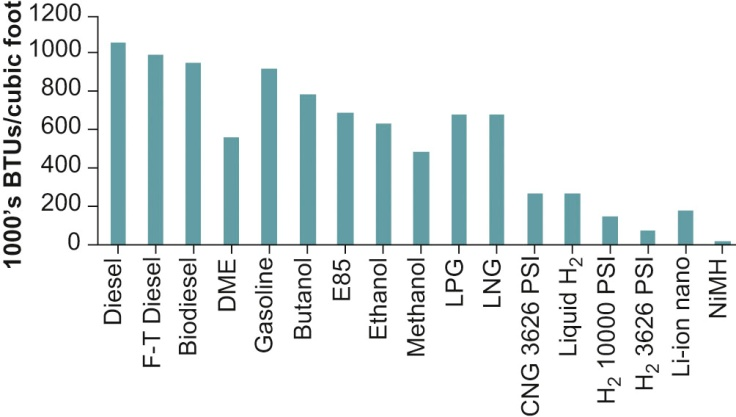 1000's BTUs/cubic foot
1200
1000
800
600
400
200
0
Diesel
F-T Diesel
Biodiesel
DME
Gasoline
Butanol
E85
Ethanol
Methanol
LPG
LNG
CNG 3626 PSI
Liquid H₂
H₂ 10000 PSI
H₂ 3626 PSI
Li-ion nano
NiMH